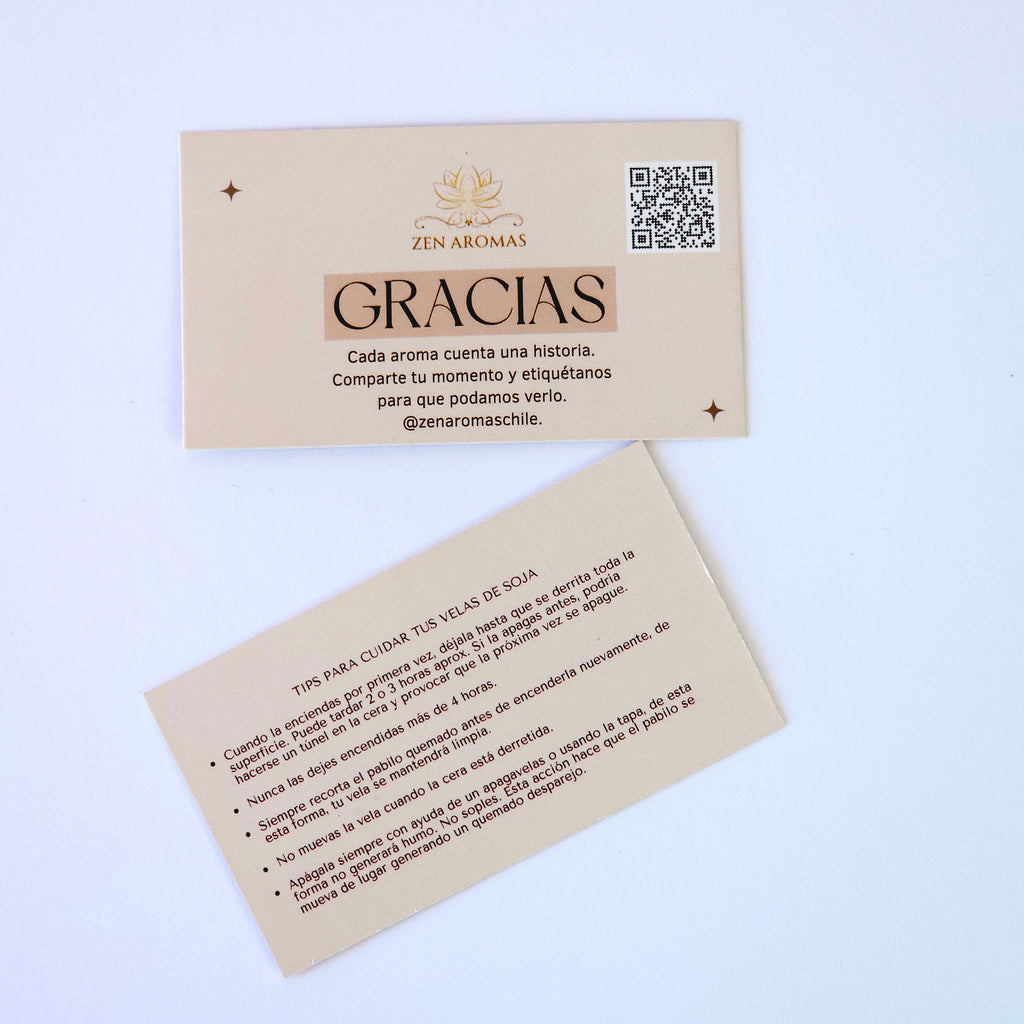 ZEN AROMAS
GRACIAS
Cada aroma cuenta una historia.
Comparte tu momento y etiquétanos
para que podamos verlo.
@zenaromaschile.
TIPS PARA CUIDAR TUS VELAS DE SOJA
• Cuando la enciendas por primera vez, déjala hasta que se derrita toda la
superficie. Puede tardar 2 o 3 horas aprox. Si la apagas antes, podría
hacerse un túnel en la cera y provocar que la próxima vez se apague.
• Nunca las dejes encendidas más de 4 horas.
• Siempre recorta el pabilo quemado antes de encenderla nuevamente, de
esta forma, tu vela se mantendrá limpia.
• No muevas la vela cuando la cera está derretida.
• Apágala siempre con ayuda de un apagavelas o usando la tapa, de esta
forma no generará humo. No soples. Esta acción hace que el pabilo se
mueva de lugar generando un quemado desparejo.